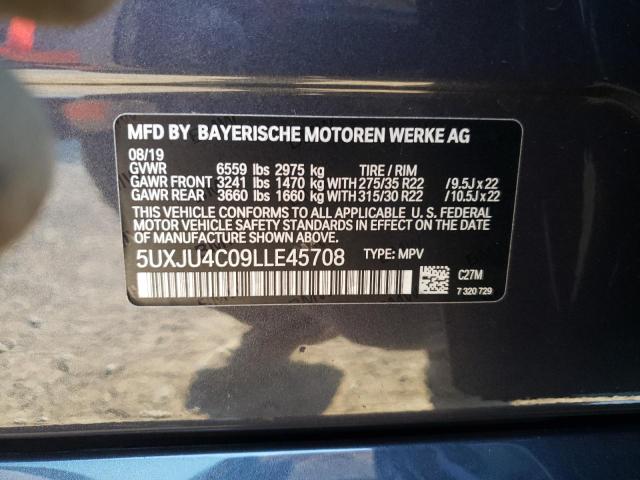 MFD BY BAYERISCHE MOTOREN WERKE AG
08/19
GVWR 6559 lbs 2975 kg TIRE / RIM
GAWR FRONT 3241 lbs 1470 kg WITH 275/35 R22 / 9.5J x 22
GAWR REAR 3660 lbs 1660 kg WITH 315/30 R22 / 10.5J x 22
THIS VEHICLE CONFORMS TO ALL APPLICABLE U. S. FEDERAL
MOTOR VEHICLE SAFETY STANDARDS IN EFFECT ON THE DATE
OF MANUFACTURE SHOWN ABOVE.
5UXJU4C09LLE45708 TYPE: MPV
C27M
7 320 729